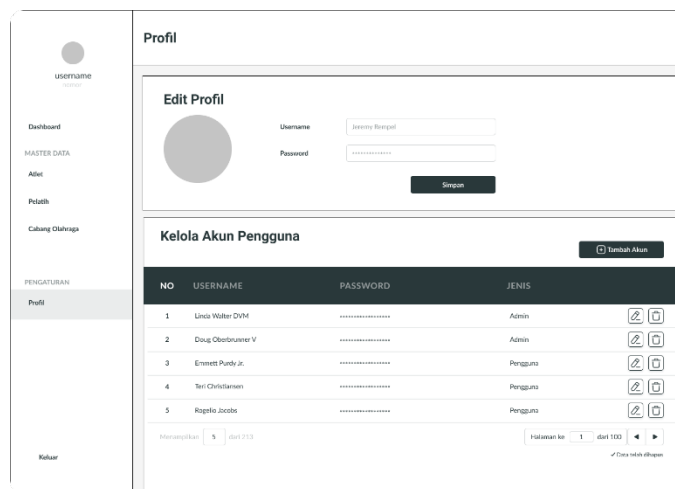 username
nomor
Dashboard
MASTER DATA
Atlet
Pelatih
Cabang Olahraga
PENGATURAN
Profil
Keluar
Profil
Edit Profil
Username Jeremy Rempel
Password **************
Simpan
Kelola Akun Pengguna
Tambah Akun
NO USERNAME PASSWORD JENIS
1 Linda Walter DVM ****************** Admin
2 Doug Oberbrunner V ****************** Admin
3 Emmett Purdy Jr. ****************** Pengguna
4 Teri Christiansen ****************** Pengguna
5 Rogelio Jacobs ****************** Pengguna
Menampilkan 5 dari 213 Halaman ke 1 dari 100
Data telah dihapus